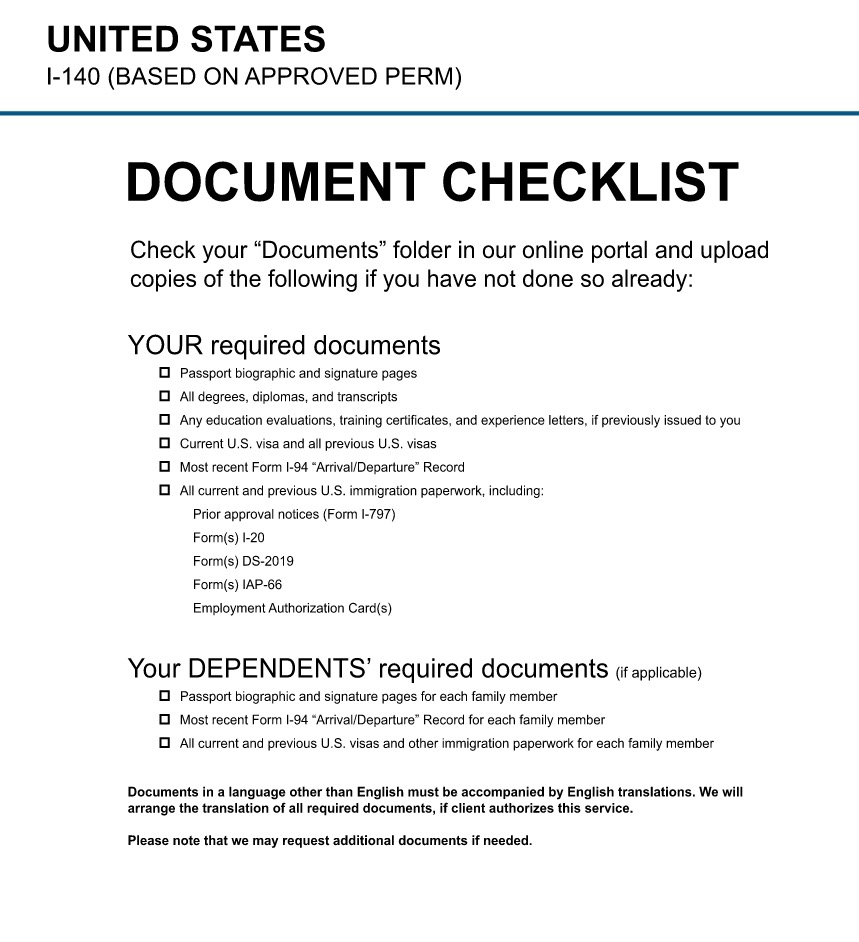 UNITED STATES
I-140 (BASED ON APPROVED PERM)
DOCUMENT CHECKLIST
Check your “Documents” folder in our online portal and upload
copies of the following if you have not done so already:
YOUR required documents
Passport biographic and signature pages
All degrees, diplomas, and transcripts
Any education evaluations, training certificates, and experience letters, if previously issued to you
Current U.S. visa and all previous U.S. visas
Most recent Form I-94 “Arrival/Departure” Record
All current and previous U.S. immigration paperwork, including:
Prior approval notices (Form I-797)
Form(s) I-20
Form(s) DS-2019
Form(s) IAP-66
Employment Authorization Card(s)
Your DEPENDENTS’ required documents (if applicable)
Passport biographic and signature pages for each family member
Most recent Form I-94 “Arrival/Departure” Record for each family member
All current and previous U.S. visas and other immigration paperwork for each family member
Documents in a language other than English must be accompanied by English translations. We will
arrange the translation of all required documents, if client authorizes this service.
Please note that we may request additional documents if needed.